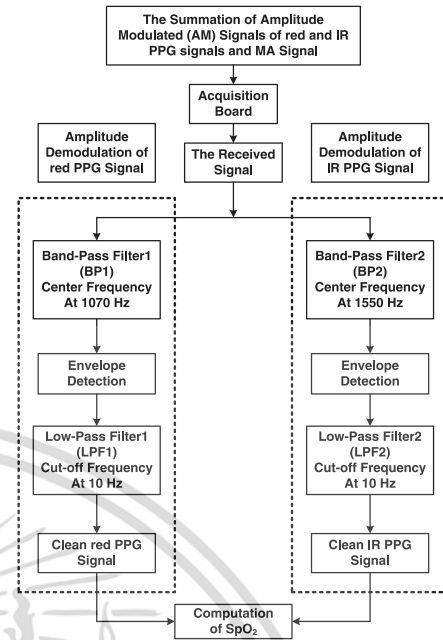 The Summation of Amplitude
Modulated (AM) Signals of red and IR
PPG signals and MA Signal
Acquisition
Board
Amplitude
Demodulation of
red PPG Signal
The Received
Signal
Amplitude
Demodulation of
IR PPG Signal
Band-Pass Filter1
(BP1)
Center Frequency
At 1070 Hz
Band-Pass Filter2
(BP2)
Center Frequency
At 1550 Hz
Envelope
Detection
Envelope
Detection
Low-Pass Filter1
(LPF1)
Cut-off Frequency
At 10 Hz
Low-Pass Filter2
(LPF2)
Cut-off Frequency
At 10 Hz
Clean red PPG
Signal
Clean IR PPG
Signal
Computation
of SpO₂